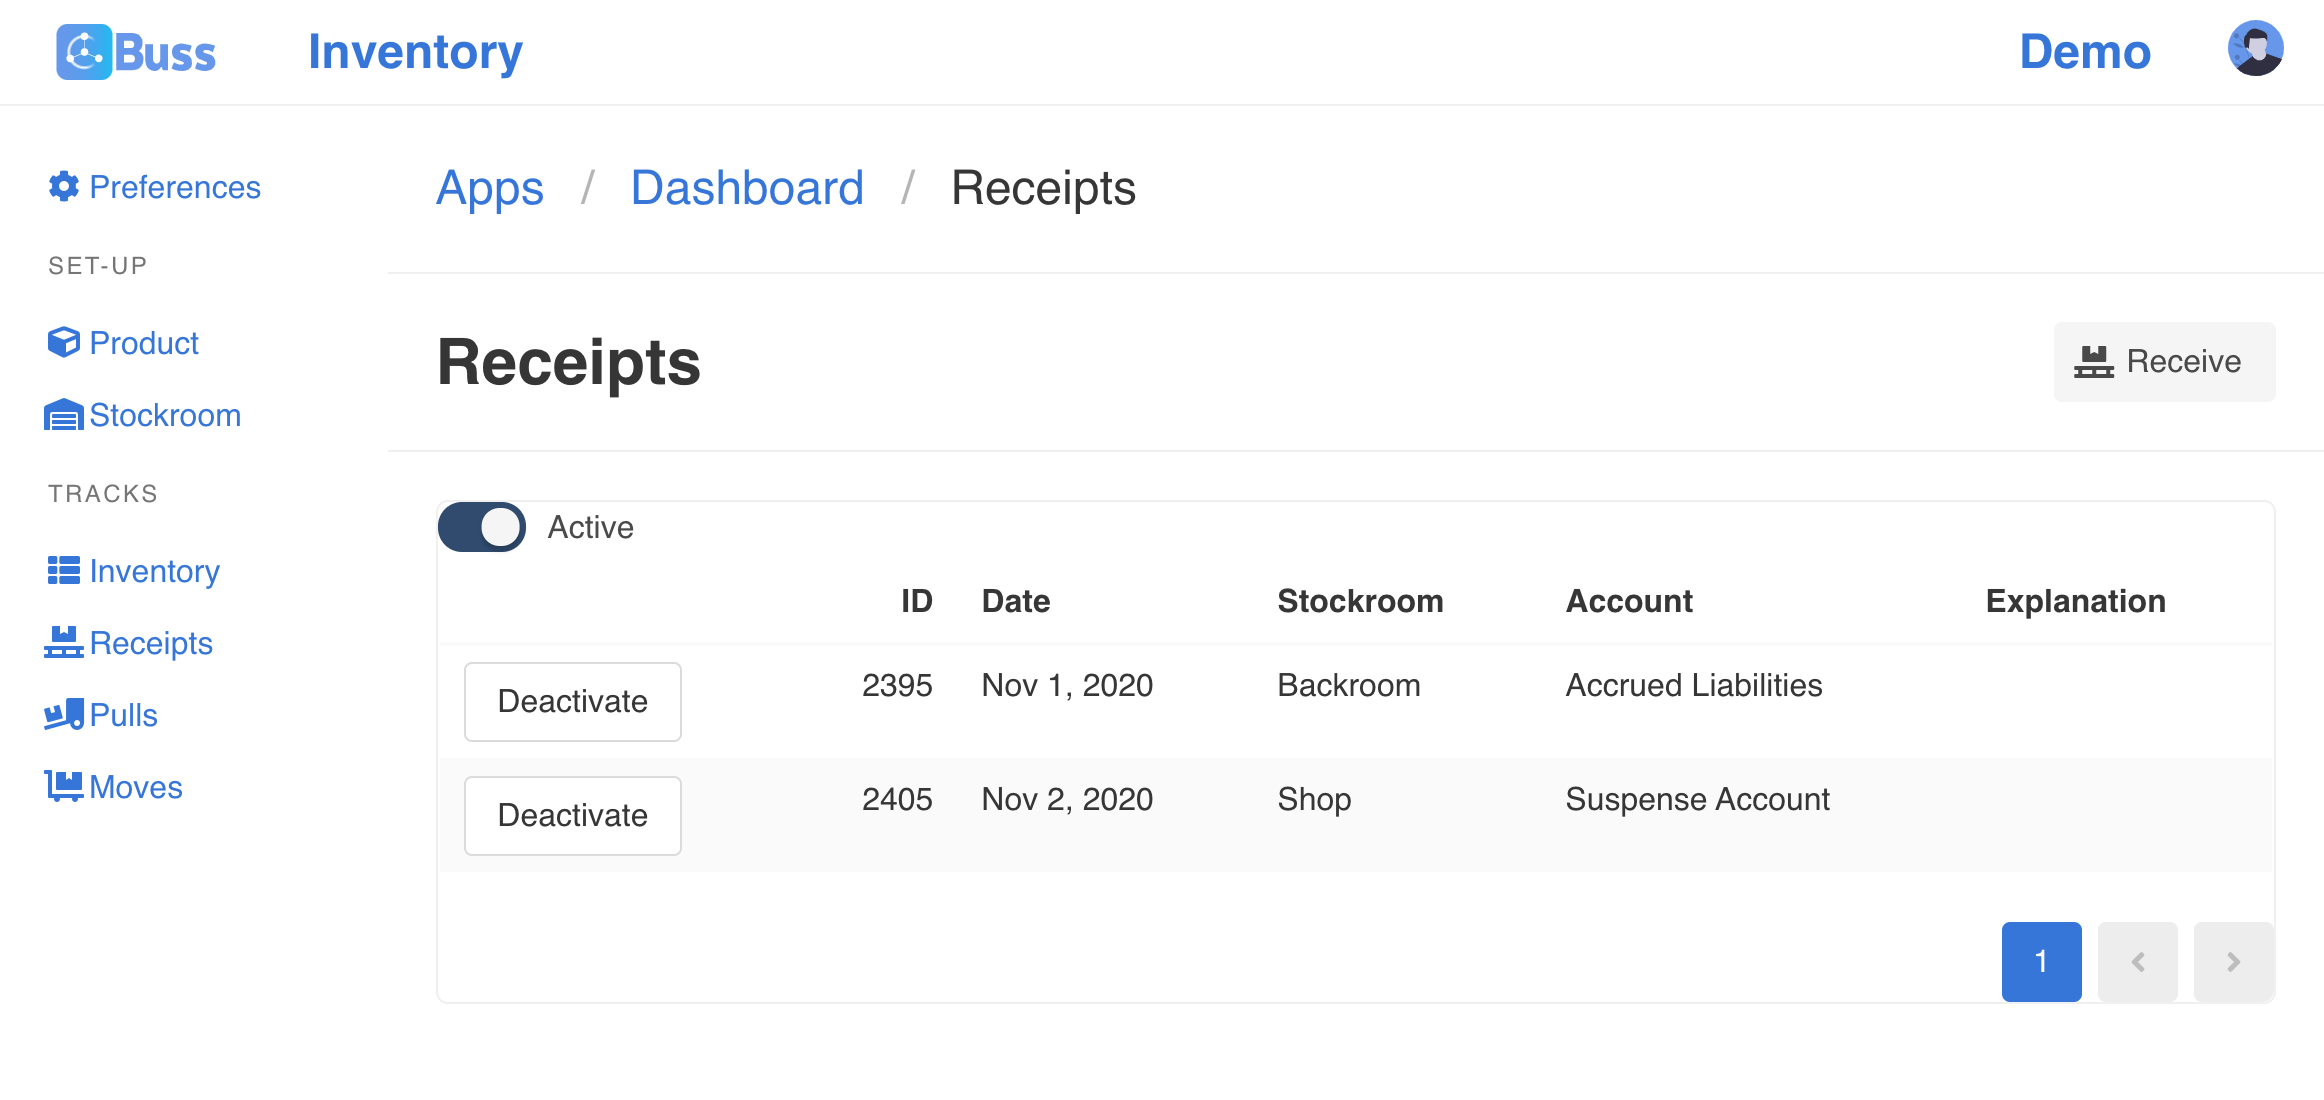 Buss Inventory Demo
Preferences
SET-UP
Product
Stockroom
TRACKS
Inventory
Receipts
Pulls
Moves
Apps / Dashboard / Receipts
Receipts Receive
Active
ID Date Stockroom Account Explanation
Deactivate 2395 Nov 1, 2020 Backroom Accrued Liabilities
Deactivate 2405 Nov 2, 2020 Shop Suspense Account
1